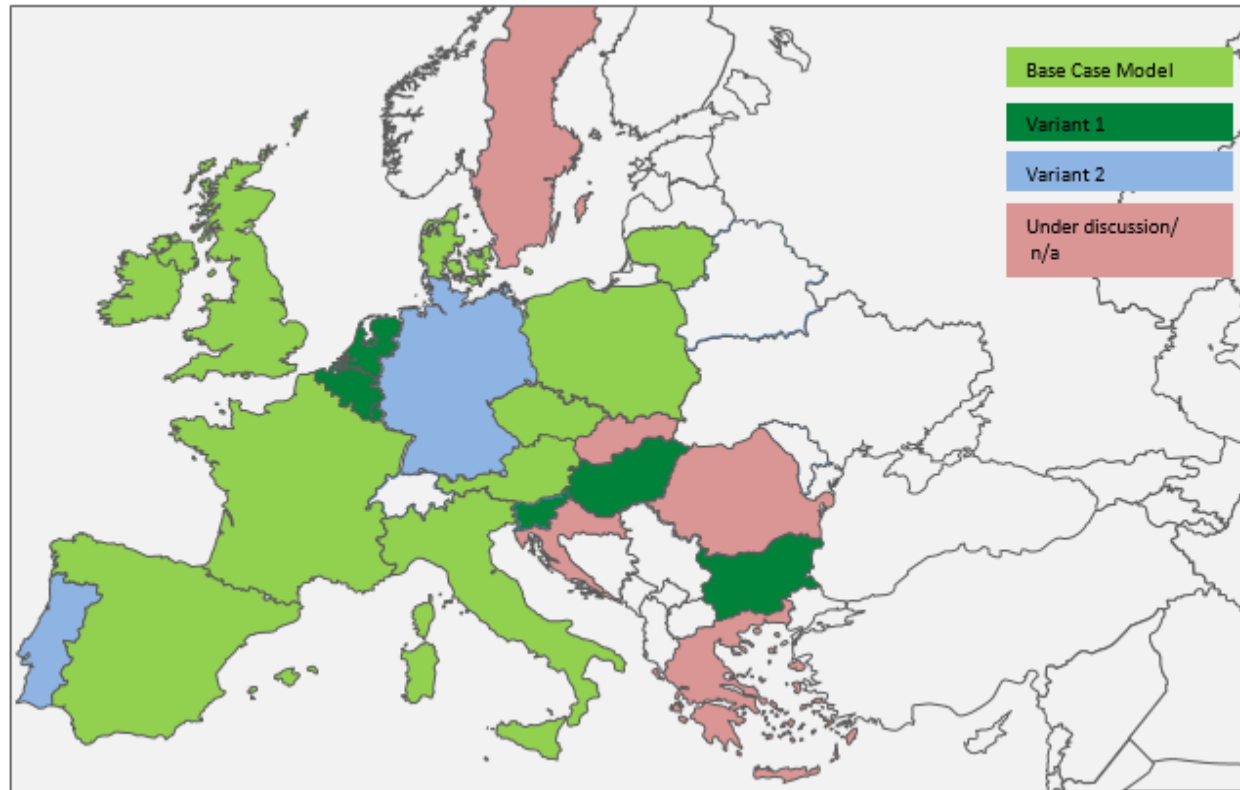 Base Case Model
Variant 1
Variant 2
Under discussion/
n/a